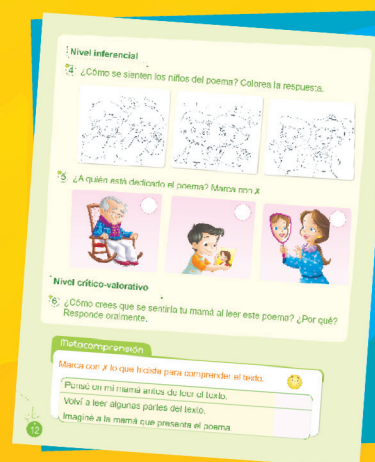 Nivel inferencial
4 ¿Cómo se sienten los niños del poema? Colorea la respuesta.
5 ¿A quién está dedicado el poema? Marca con ✗
Nivel crítico-valorativo
6 ¿Cómo crees que se sentiría tu mamá al leer este poema? ¿Por qué?
Responde oralmente.
Metacomprensión
Marca con ✗ lo que hiciste para comprender el texto.
Pensé en mi mamá antes de leer el texto.
Volví a leer algunas partes del texto.
Imaginé a la mamá que presenta el poema.
12